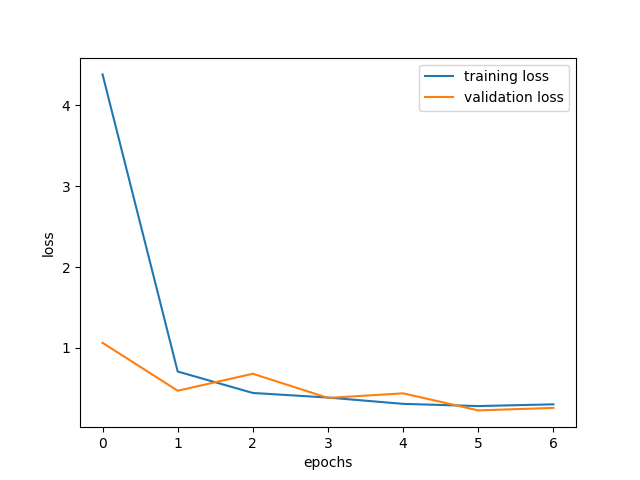 training loss
validation loss
4
3
2
1
loss
0 1 2 3 4 5 6
epochs